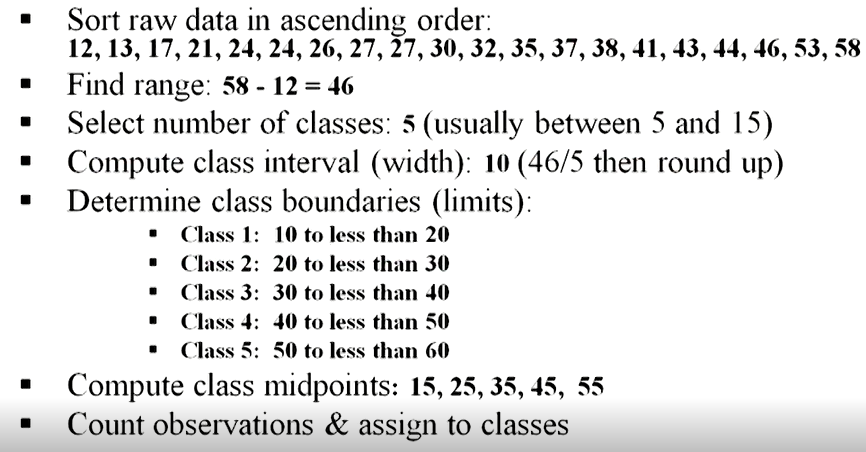 ▪ Sort raw data in ascending order:
12, 13, 17, 21, 24, 24, 26, 27, 27, 30, 32, 35, 37, 38, 41, 43, 44, 46, 53, 58
▪ Find range: 58 - 12 = 46
▪ Select number of classes: 5 (usually between 5 and 15)
▪ Compute class interval (width): 10 (46/5 then round up)
▪ Determine class boundaries (limits):
▪ Class 1: 10 to less than 20
▪ Class 2: 20 to less than 30
▪ Class 3: 30 to less than 40
▪ Class 4: 40 to less than 50
▪ Class 5: 50 to less than 60
▪ Compute class midpoints: 15, 25, 35, 45, 55
▪ Count observations & assign to classes